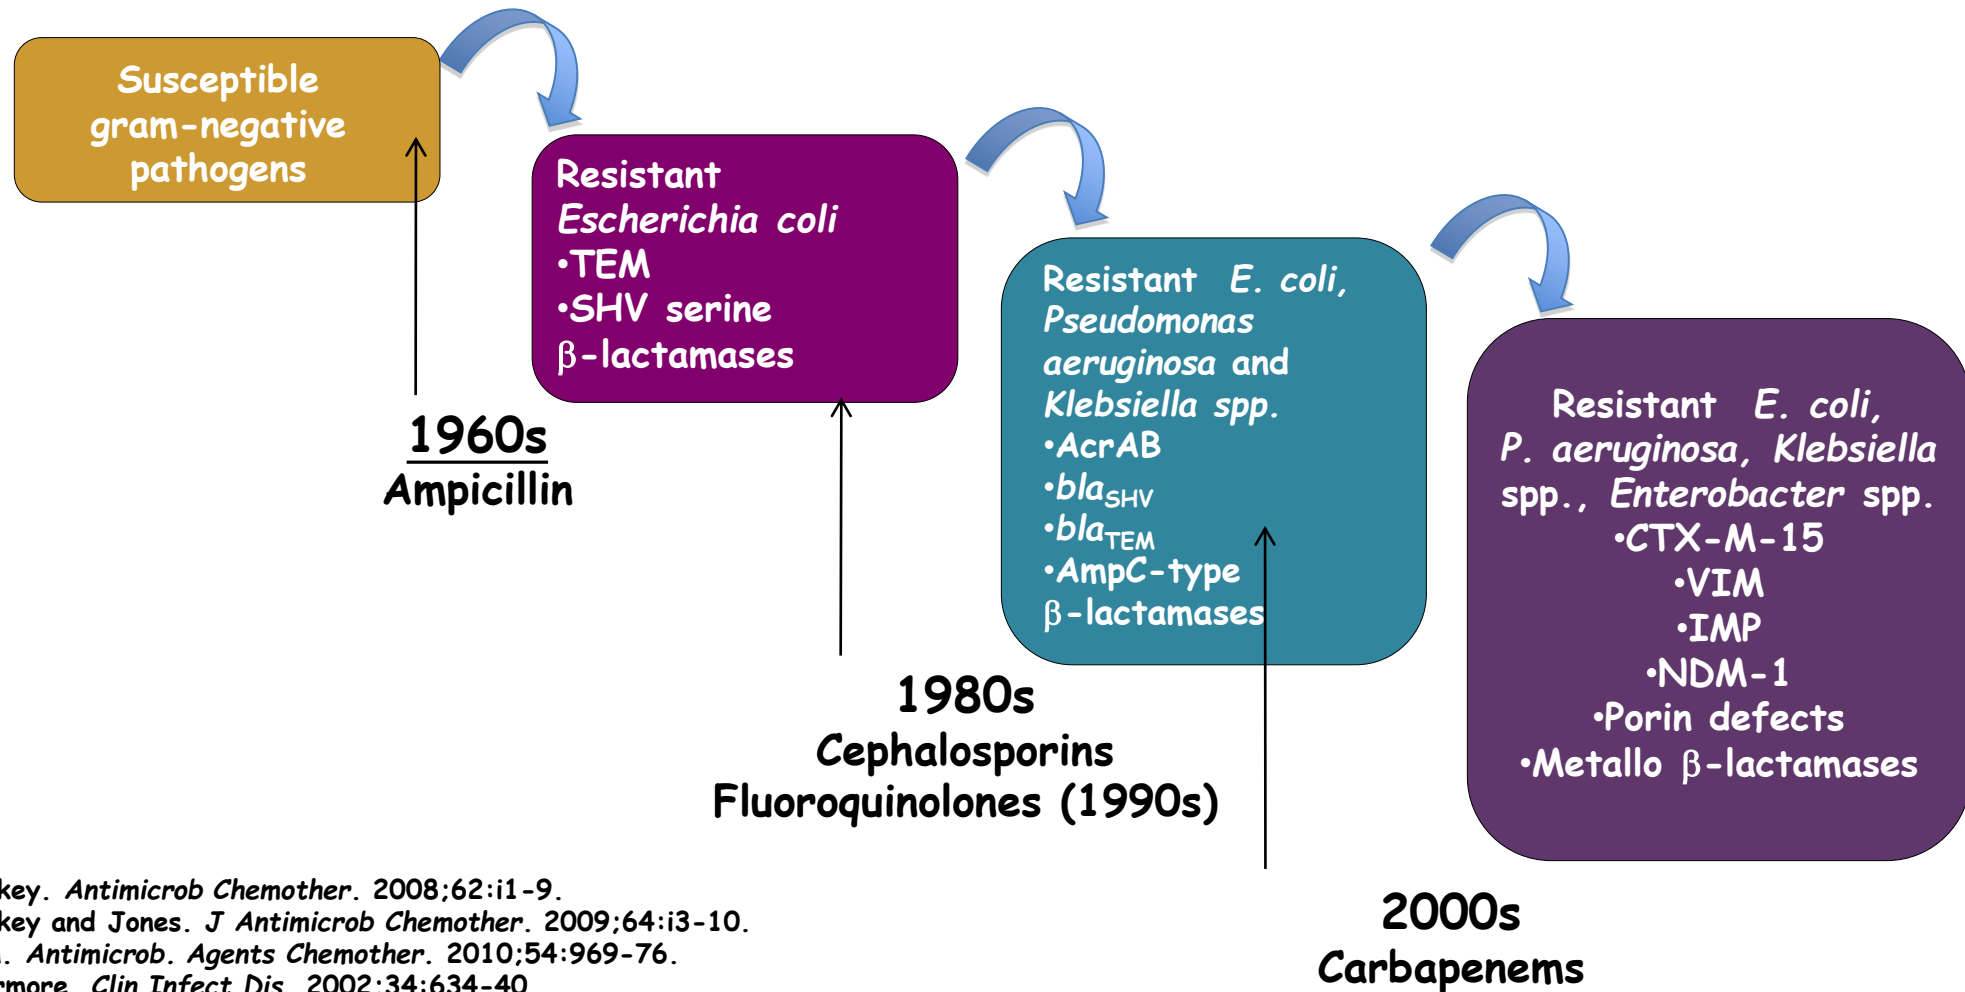 Susceptible
gram-negative
pathogens
Resistant
Escherichia coli
•TEM
•SHV serine
β-lactamases
Resistant E. coli,
Pseudomonas
aeruginosa and
Klebsiella spp.
•AcrAB
•blaSHV
•blaTEM
•AmpC-type
β-lactamases
Resistant E. coli,
P. aeruginosa, Klebsiella
spp., Enterobacter spp.
•CTX-M-15
•VIM
•IMP
•NDM-1
•Porin defects
•Metallo β-lactamases
1960s
Ampicillin
1980s
Cephalosporins
Fluoroquinolones (1990s)
2000s
Carbapenems
Antimicrob Chemother. 2008;62:i1-9.
and Jones. J Antimicrob Chemother. 2009;64:i3-10.
Antimicrob. Agents Chemother. 2010;54:969-76.
Clin Infect Dis. 2002;34:634-40